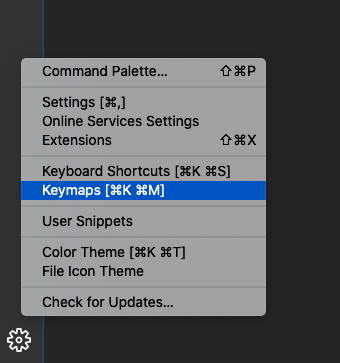 Command Palette... ⇧⌘P
Settings [⌘,]
Online Services Settings
Extensions ⇧⌘X
Keyboard Shortcuts [⌘K ⌘S]
Keymaps [⌘K ⌘M]
User Snippets
Color Theme [⌘K ⌘T]
File Icon Theme
Check for Updates...